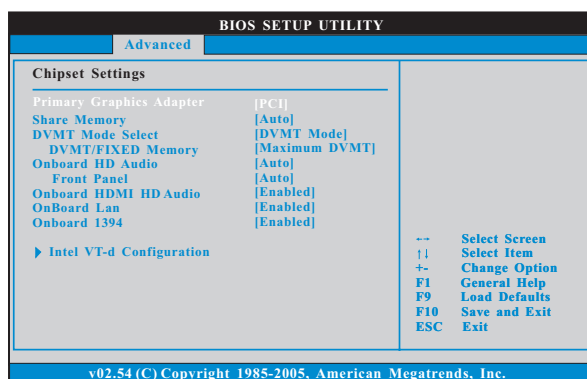 BIOS SETUP UTILITY
Advanced
Chipset Settings
Primary Graphics Adapter [PCI]
Share Memory [Auto]
DVMT Mode Select [DVMT Mode]
DVMT/FIXED Memory [Maximum DVMT]
Onboard HD Audio [Auto]
Front Panel [Auto]
Onboard HDMI HD Audio [Enabled]
OnBoard Lan [Enabled]
Onboard 1394 [Enabled]
Intel VT-d Configuration
←→ Select Screen
↑↓ Select Item
+- Change Option
F1 General Help
F9 Load Defaults
F10 Save and Exit
ESC Exit
v02.54 (C) Copyright 1985-2005, American Megatrends, Inc.